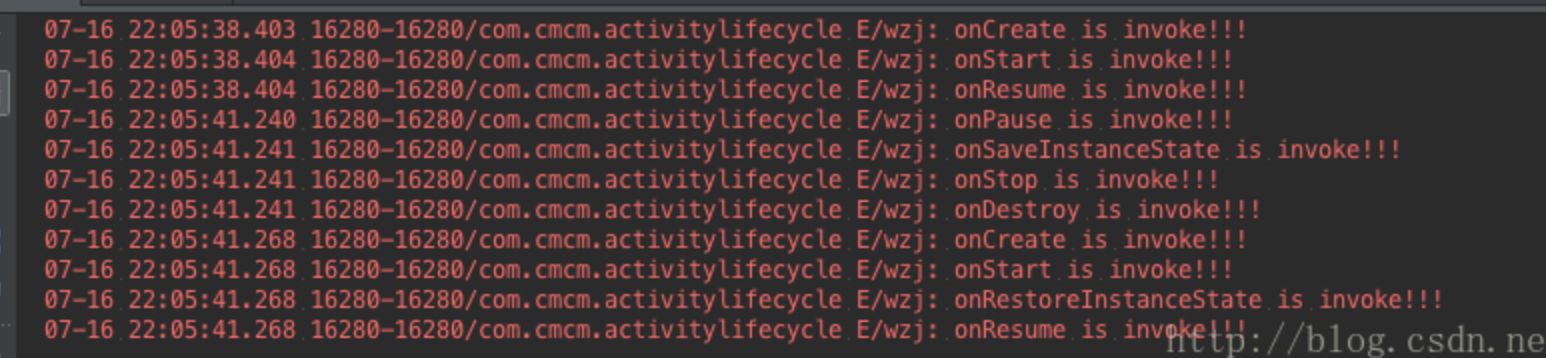 07-16 22:05:38.403 16280-16280/com.cmcm.activitylifecycle E/wzj: onCreate is invoke!!!
07-16 22:05:38.404 16280-16280/com.cmcm.activitylifecycle E/wzj: onStart is invoke!!!
07-16 22:05:38.404 16280-16280/com.cmcm.activitylifecycle E/wzj: onResume is invoke!!!
07-16 22:05:41.240 16280-16280/com.cmcm.activitylifecycle E/wzj: onPause is invoke!!!
07-16 22:05:41.241 16280-16280/com.cmcm.activitylifecycle E/wzj: onSaveInstanceState is invoke!!!
07-16 22:05:41.241 16280-16280/com.cmcm.activitylifecycle E/wzj: onStop is invoke!!!
07-16 22:05:41.241 16280-16280/com.cmcm.activitylifecycle E/wzj: onDestroy is invoke!!!
07-16 22:05:41.268 16280-16280/com.cmcm.activitylifecycle E/wzj: onCreate is invoke!!!
07-16 22:05:41.268 16280-16280/com.cmcm.activitylifecycle E/wzj: onStart is invoke!!!
07-16 22:05:41.268 16280-16280/com.cmcm.activitylifecycle E/wzj: onRestoreInstanceState is invoke!!!
07-16 22:05:41.268 16280-16280/com.cmcm.activitylifecycle E/wzj: onResume is invoke!!!
http://blog.csdn.ne